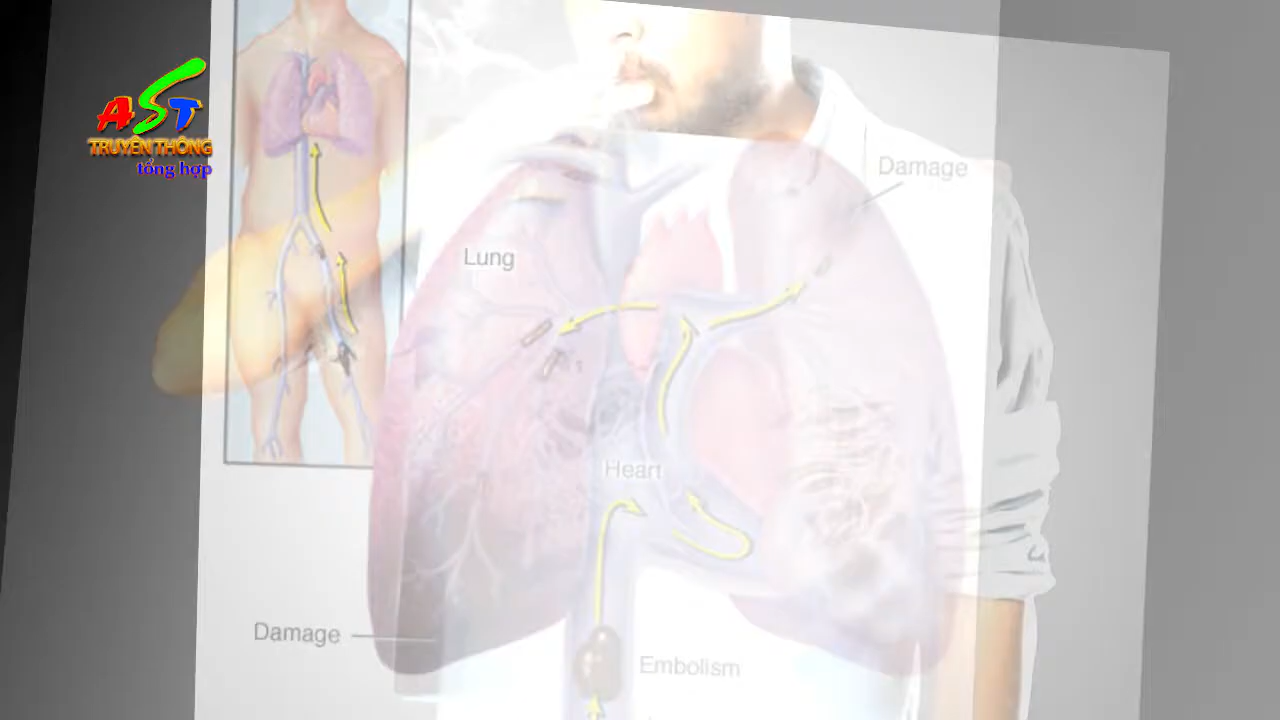 AST
TRUYỀN THÔNG
tổng hợp
Damage
Lung
Heart
Damage
Embolism